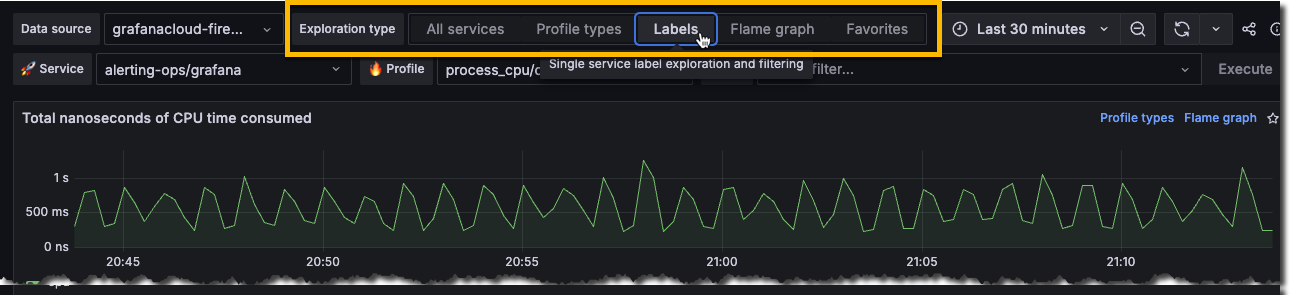 Data source grafanacloud-fire... Exploration type All services Profile types Labels Flame graph Favorites Last 30 minutes
Single service label exploration and filtering
🚀 Service alerting-ops/grafana 🔥 Profile process_cpu/c filter... Execute
Total nanoseconds of CPU time consumed Profile types Flame graph
1 s
500 ms
0 ns
20:45 20:50 20:55 21:00 21:05 21:10